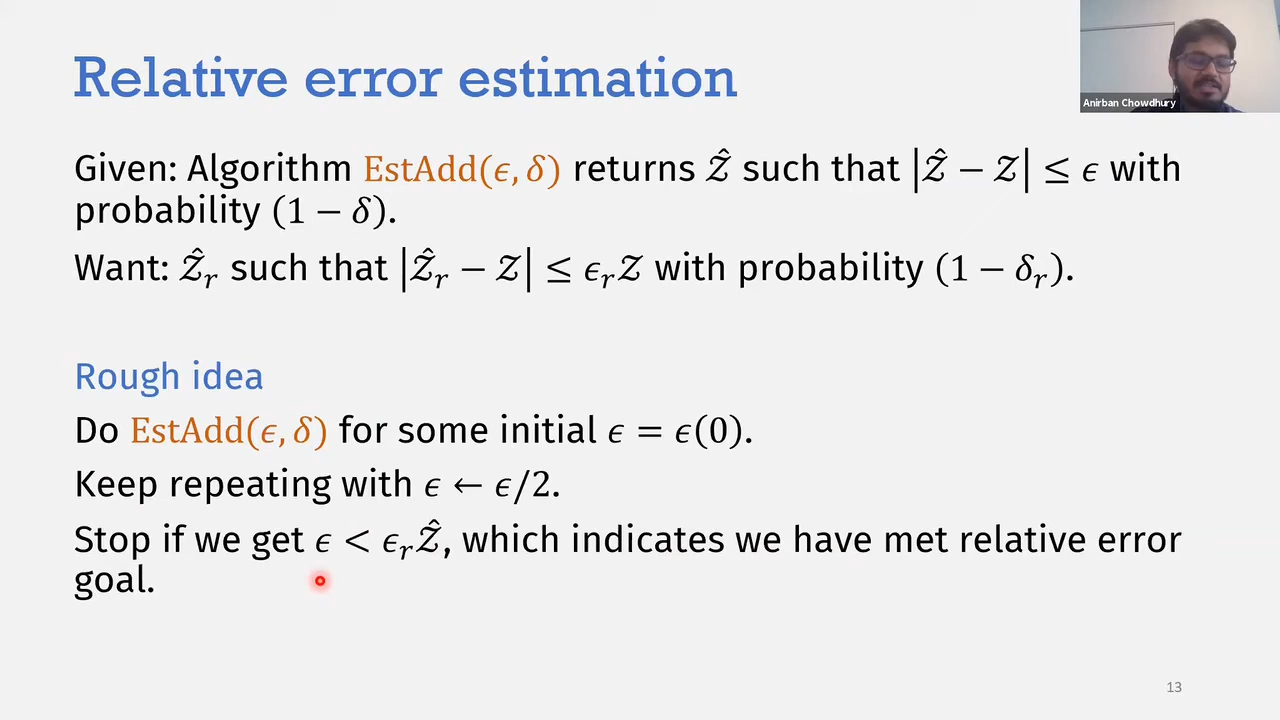 Relative error estimation
Anirban Chowdhury
Given: Algorithm EstAdd(ϵ, δ) returns 𝒵̂ such that |𝒵̂ − 𝒵| ≤ ϵ with
probability (1 − δ).
Want: 𝒵̂ᵣ such that |𝒵̂ᵣ − 𝒵| ≤ ϵᵣ𝒵 with probability (1 − δᵣ).
Rough idea
Do EstAdd(ϵ, δ) for some initial ϵ = ϵ(0).
Keep repeating with ϵ ← ϵ/2.
Stop if we get ϵ < ϵᵣ𝒵̂, which indicates we have met relative error
goal.
13